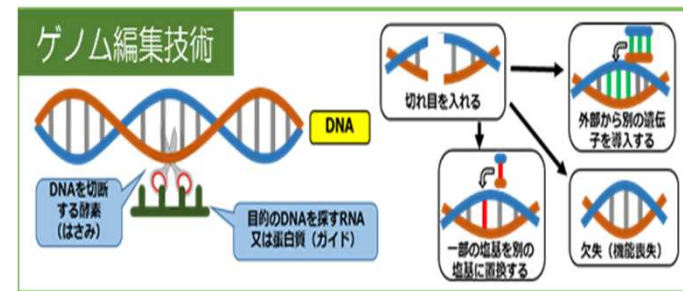 ゲノム編集技術
DNA
DNAを切断
する酵素
（はさみ）
目的のDNAを探すRNA
又は蛋白質（ガイド）
切れ目を入れる
外部から別の遺伝
子を導入する
一部の塩基を別の
塩基に置換する
欠失（機能喪失）